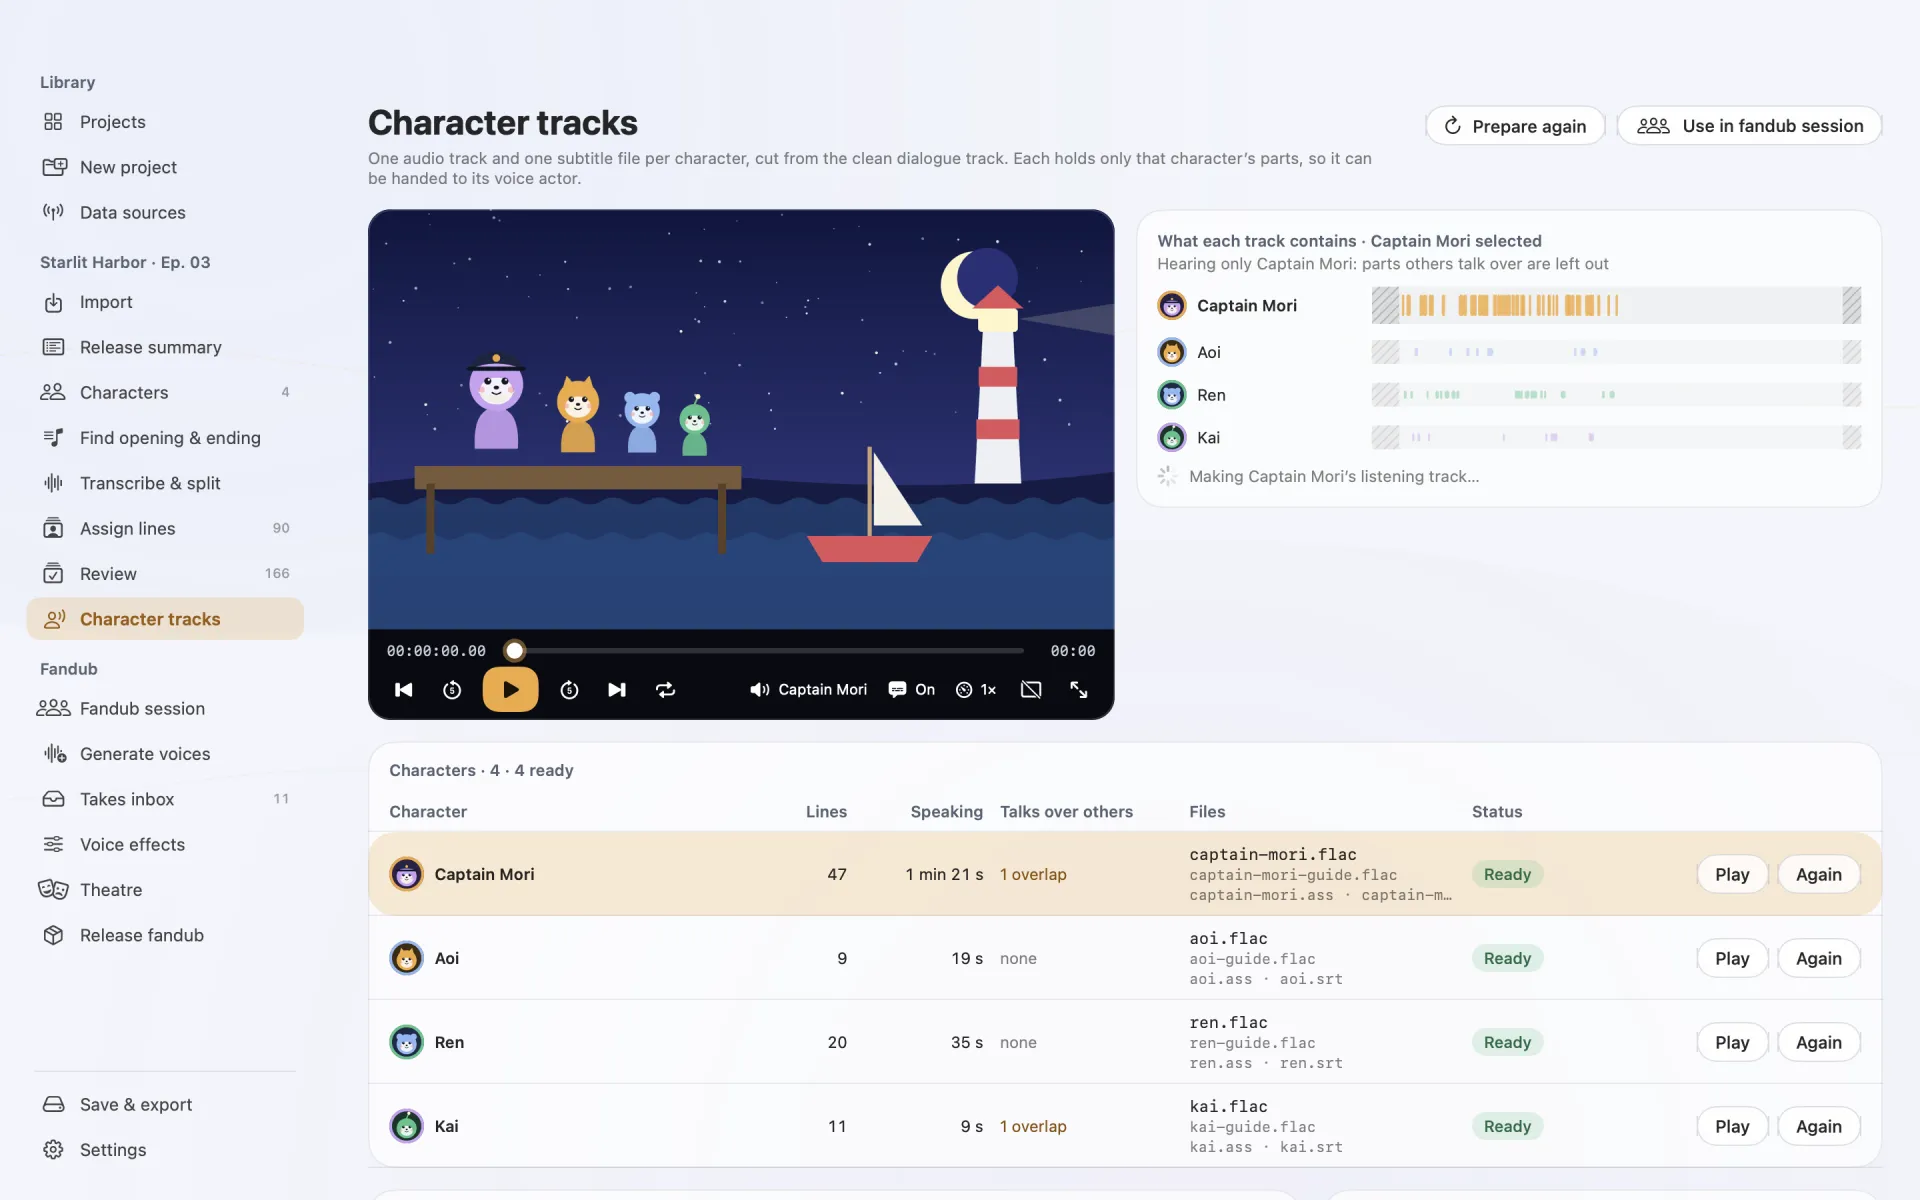 Library
Projects
New project
Data sources
Starlit Harbor · Ep. 03
Import
Release summary
Characters 4
Find opening & ending
Transcribe & split
Assign lines 90
Review 166
Character tracks
Fandub
Fandub session
Generate voices
Takes inbox 11
Voice effects
Theatre
Release fandub
Save & export
Settings
Character tracks
One audio track and one subtitle file per character, cut from the clean dialogue track. Each holds only that character's parts, so it can
be handed to its voice actor.
Prepare again
Use in fandub session
00:00:00.00
00:00
5
5
Captain Mori
On
1×
What each track contains · Captain Mori selected
Hearing only Captain Mori: parts others talk over are left out
Captain Mori
Aoi
Ren
Kai
Making Captain Mori's listening track…
Characters · 4 · 4 ready
Character Lines Speaking Talks over others Files Status
captain-mori.flac
Captain Mori 47 1 min 21 s 1 overlap captain-mori-guide.flac Ready Play Again
captain-mori.ass · captain-m…
aoi.flac
Aoi 9 19 s none aoi-guide.flac Ready Play Again
aoi.ass · aoi.srt
ren.flac
Ren 20 35 s none ren-guide.flac Ready Play Again
ren.ass · ren.srt
kai.flac
Kai 11 9 s 1 overlap kai-guide.flac Ready Play Again
kai.ass · kai.srt